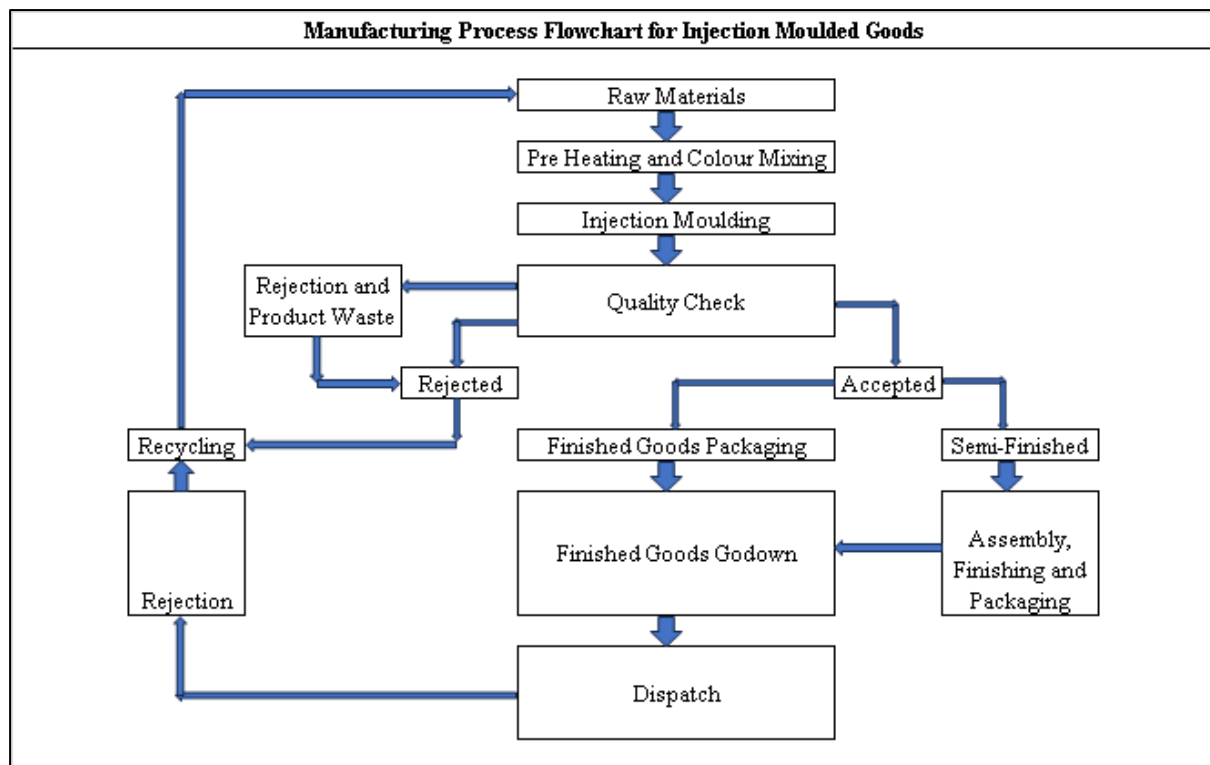 Manufacturing Process Flowchart for Injection Moulded Goods
Raw Materials
Pre Heating and Colour Mixing
Injection Moulding
Rejection and
Product Waste
Quality Check
Rejected
Accepted
Recycling
Finished Goods Packaging
Semi-Finished
Rejection
Finished Goods Godown
Assembly,
Finishing and
Packaging
Dispatch